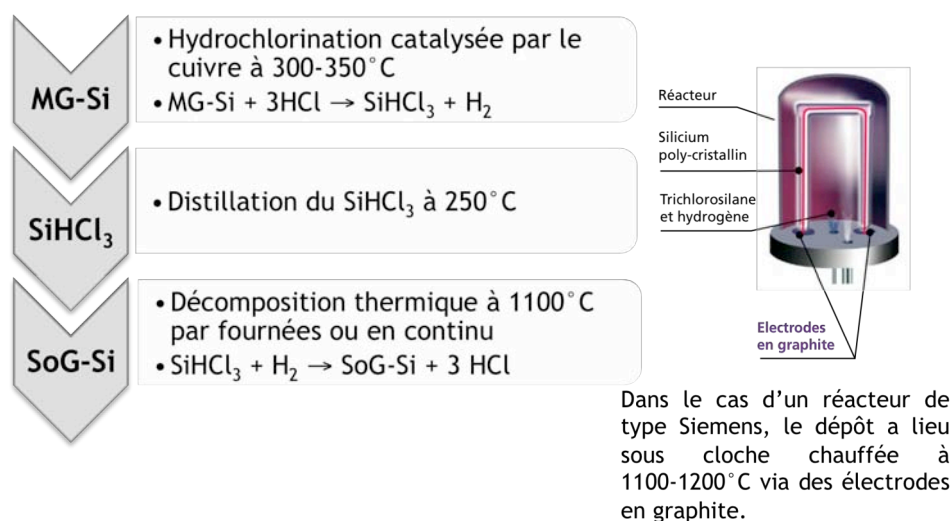 MG-Si
• Hydrochlorination catalysée par le
cuivre à 300-350°C
• MG-Si + 3HCl → SiHCl₃ + H₂
SiHCl₃
• Distillation du SiHCl₃ à 250°C
SoG-Si
• Décomposition thermique à 1100°C
par fournées ou en continu
• SiHCl₃ + H₂ → SoG-Si + 3 HCl
Réacteur
Silicium
poly-cristallin
Trichlorosilane
et hydrogène
Electrodes
en graphite
Dans le cas d’un réacteur de
type Siemens, le dépôt a lieu
sous cloche chauffée à
1100-1200°C via des électrodes
en graphite.